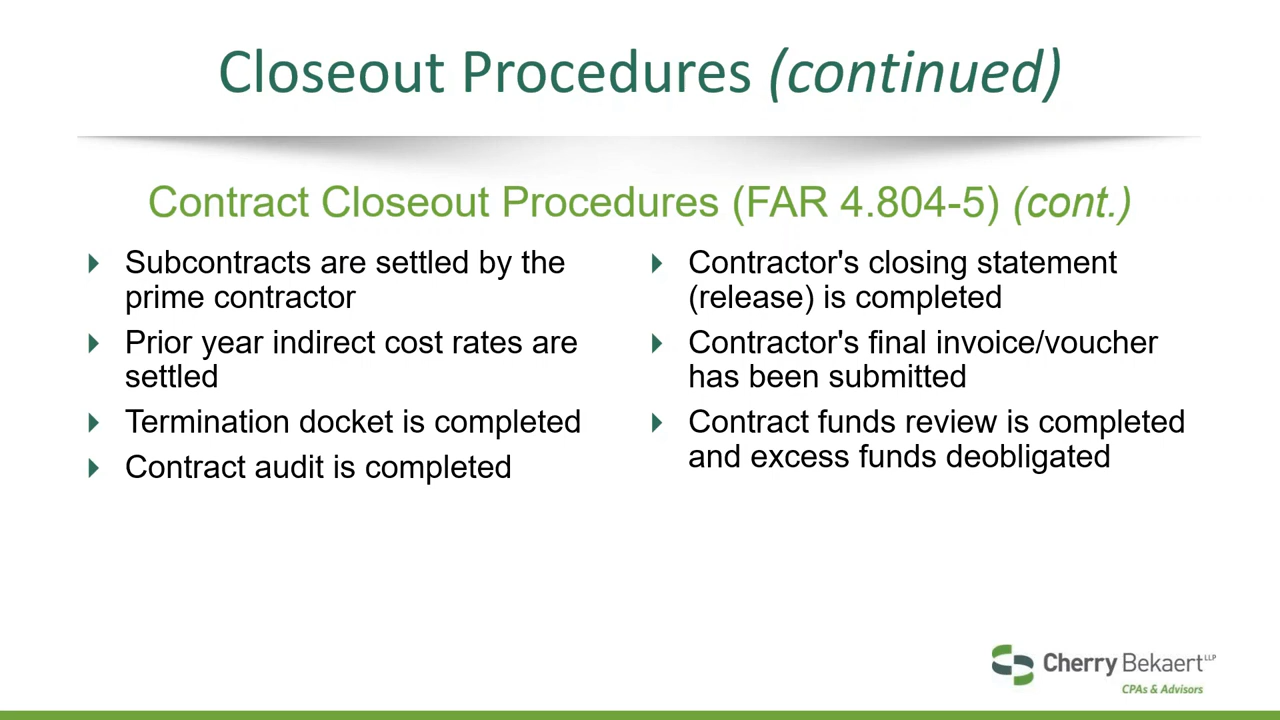 Closeout Procedures (continued)
Contract Closeout Procedures (FAR 4.804-5) (cont.)
Subcontracts are settled by the
prime contractor
Prior year indirect cost rates are
settled
Termination docket is completed
Contract audit is completed
Contractor's closing statement
(release) is completed
Contractor's final invoice/voucher
has been submitted
Contract funds review is completed
and excess funds deobligated
Cherry Bekaert LLP
CPAs & Advisors